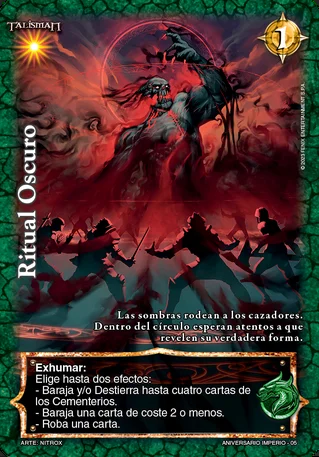 TALISMAN
1
© 2023 FENIX ENTERTAINMENT S.P.A.
Ritual Oscuro
Las sombras rodean a los cazadores.
Dentro del círculo esperan atentos a que
revelen su verdadera forma.
Exhumar:
Elige hasta dos efectos:
- Baraja y/o Destierra hasta cuatro cartas de
los Cementerios.
- Baraja una carta de coste 2 o menos.
- Roba una carta.
ARTE: NITROX
ANIVERSARIO IMPERIO - 05